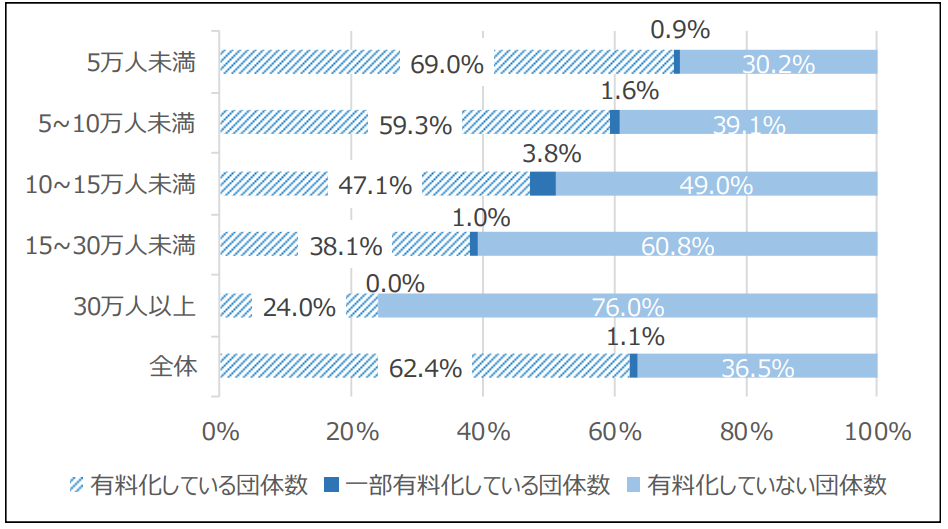 0.9%
5万人未満 69.0% 30.2%
1.6%
5~10万人未満 59.3% 39.1%
3.8%
10~15万人未満 47.1% 49.0%
1.0%
15~30万人未満 38.1% 60.8%
0.0%
30万人以上 24.0% 76.0%
1.1%
全体 62.4% 36.5%
0% 20% 40% 60% 80% 100%
有料化している団体数 一部有料化している団体数 有料化していない団体数